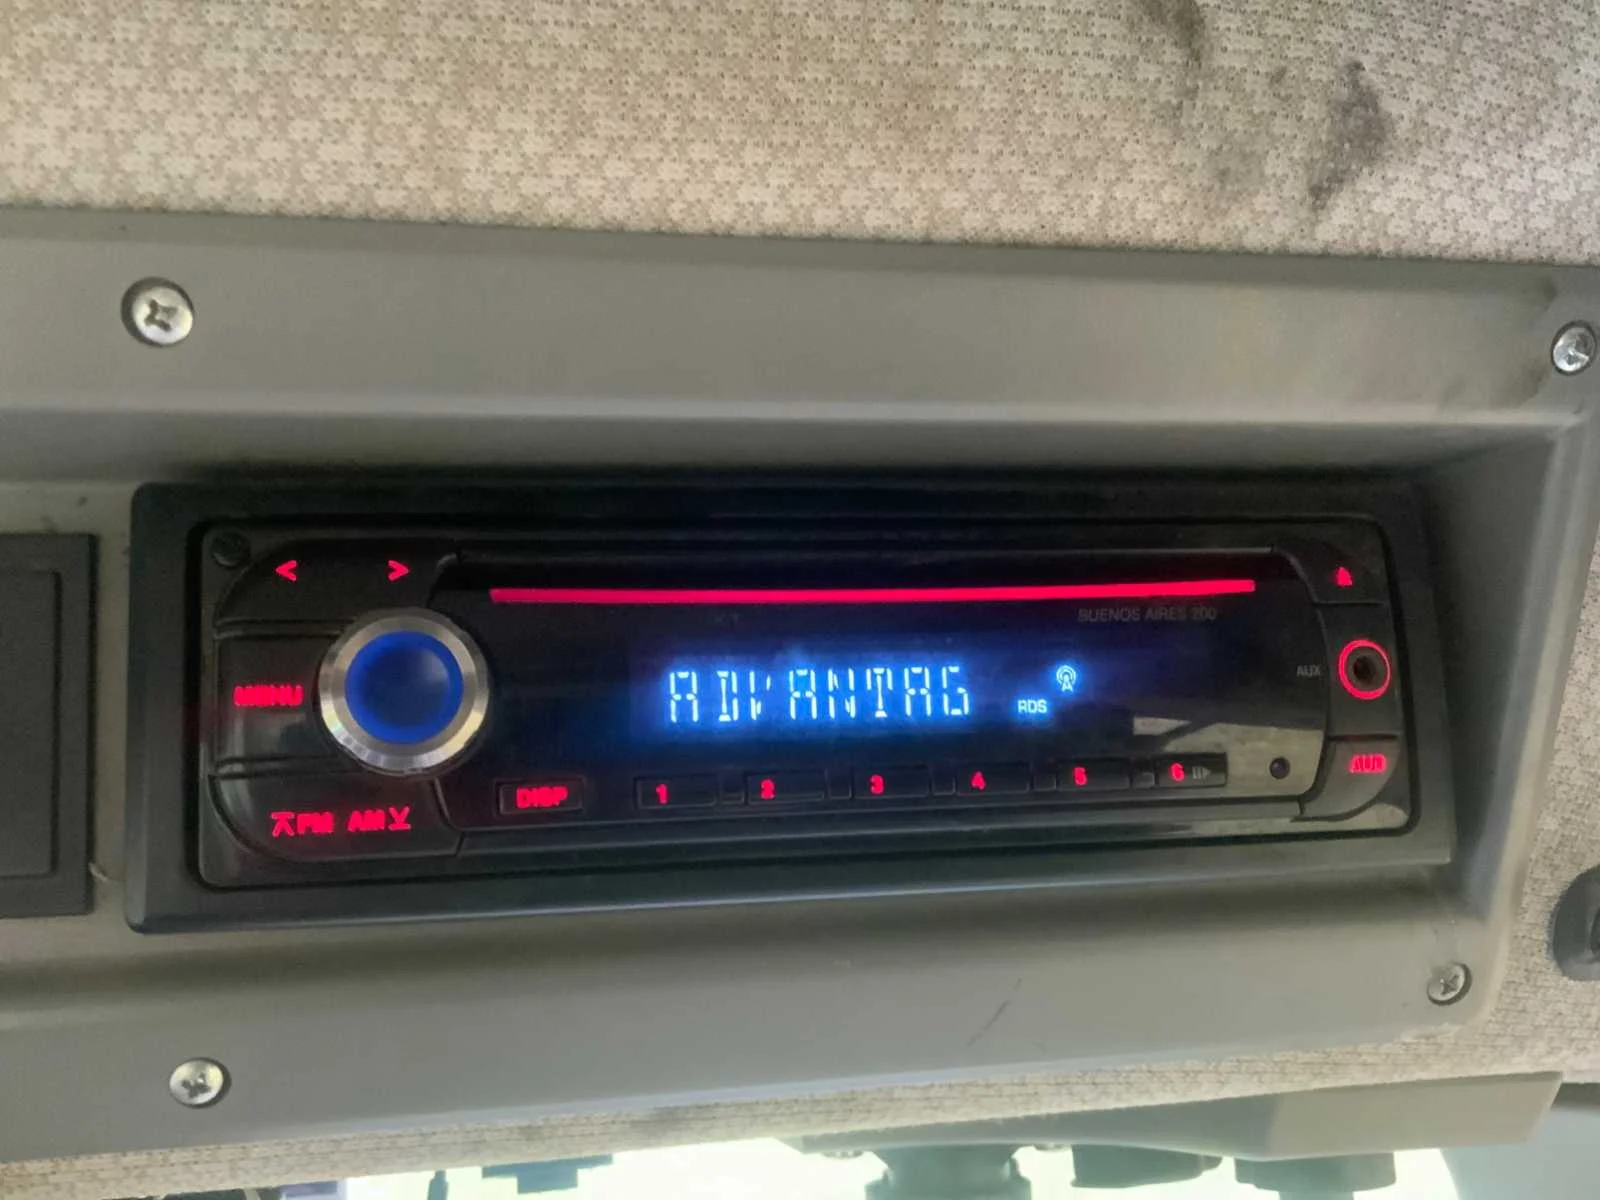 < >
BUENOS AIRES 200
ADVANTAG
RDS
AUX
MENU
DISP
1 2 3 4 5 6
AUD
FM AM